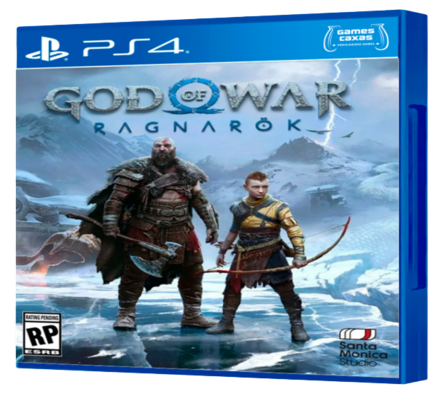 PS4
GAMES
CAXAS
GOD OF WAR
RAGNARÖK
RATING PENDING
RP
ESRB
Santa
Monica
Studio